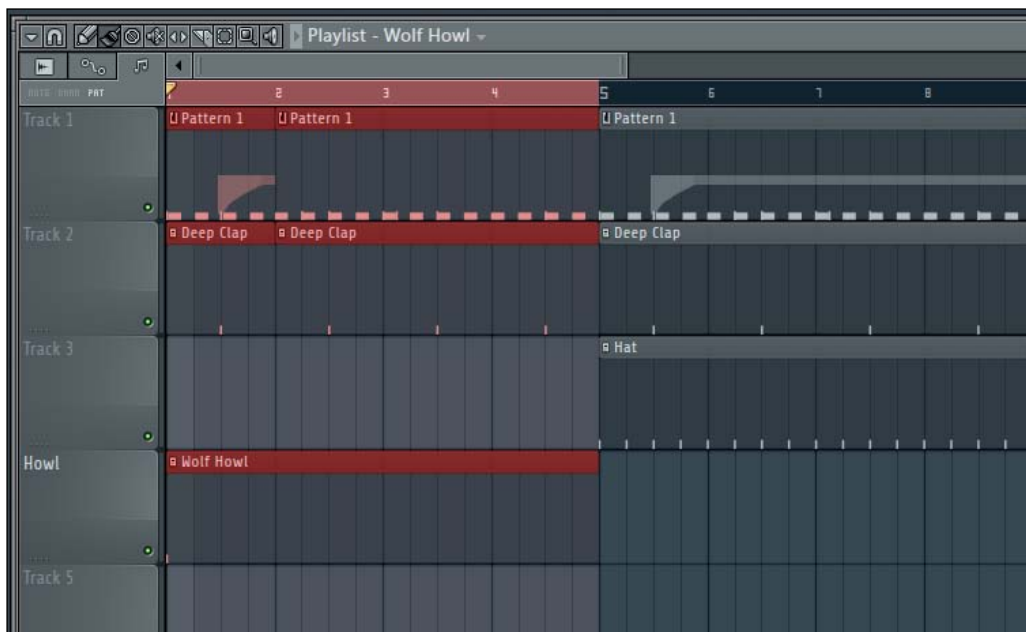 Playlist - Wolf Howl
PAT
2 3 4 5 6 7 8
Track 1
Pattern 1 Pattern 1 Pattern 1
Track 2
Deep Clap Deep Clap Deep Clap
Track 3
Hat
Howl
Wolf Howl
Track 5